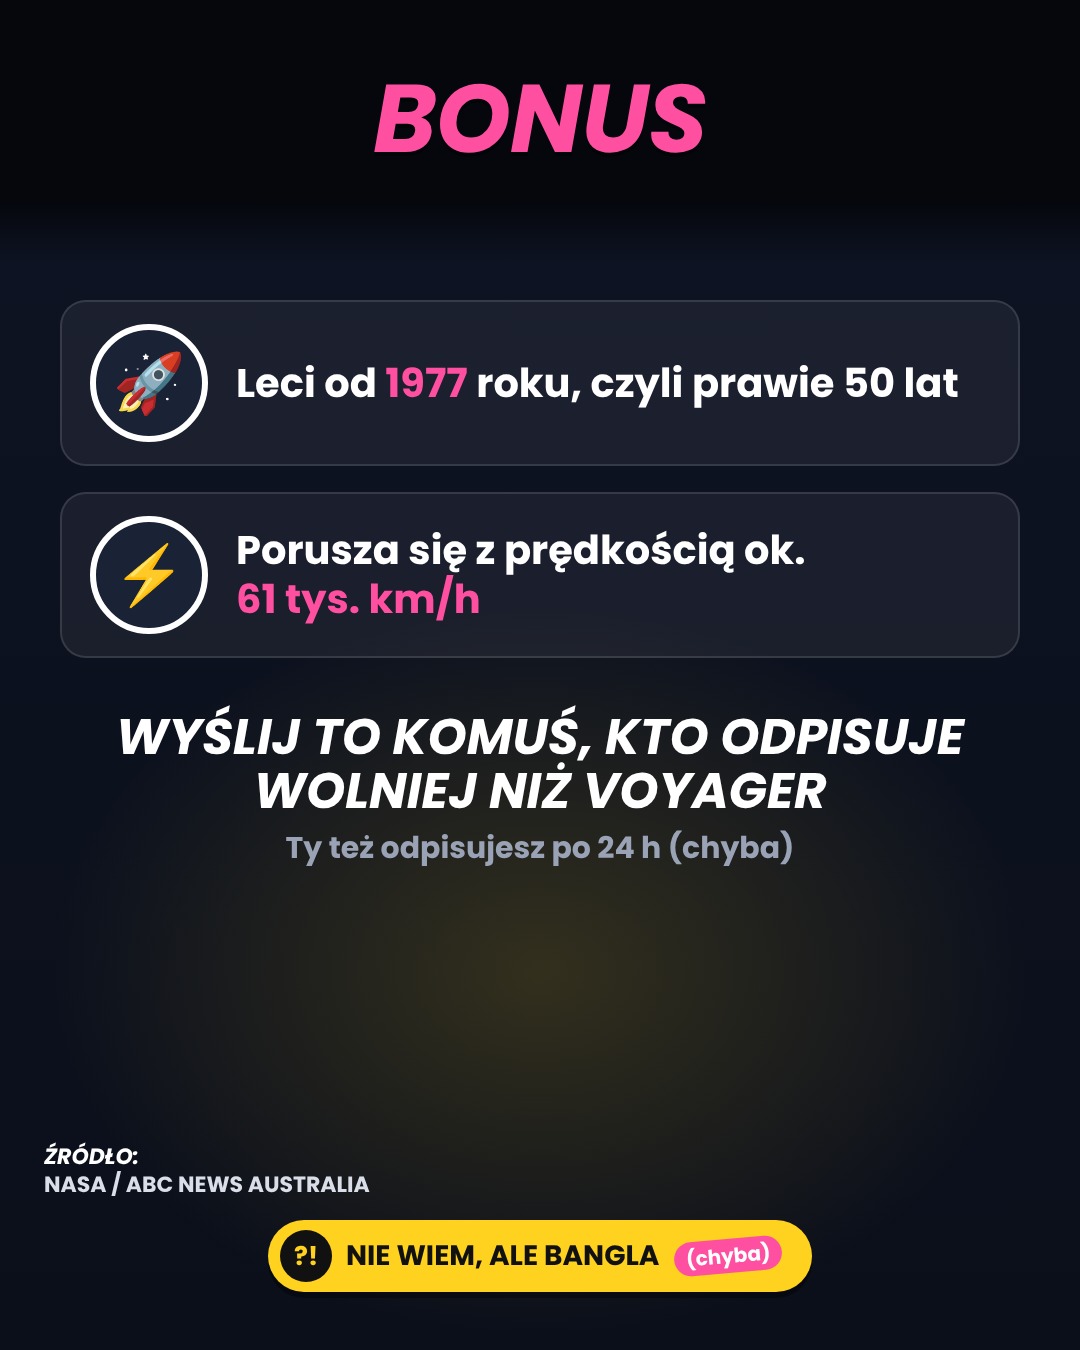 BONUS
Leci od 1977 roku, czyli prawie 50 lat
Porusza się z prędkością ok.
61 tys. km/h
WYŚLIJ TO KOMUŚ, KTO ODPISUJE
WOLNIEJ NIŻ VOYAGER
Ty też odpisujesz po 24 h (chyba)
ŹRÓDŁO:
NASA / ABC NEWS AUSTRALIA
?! NIE WIEM, ALE BANGLA (chyba)